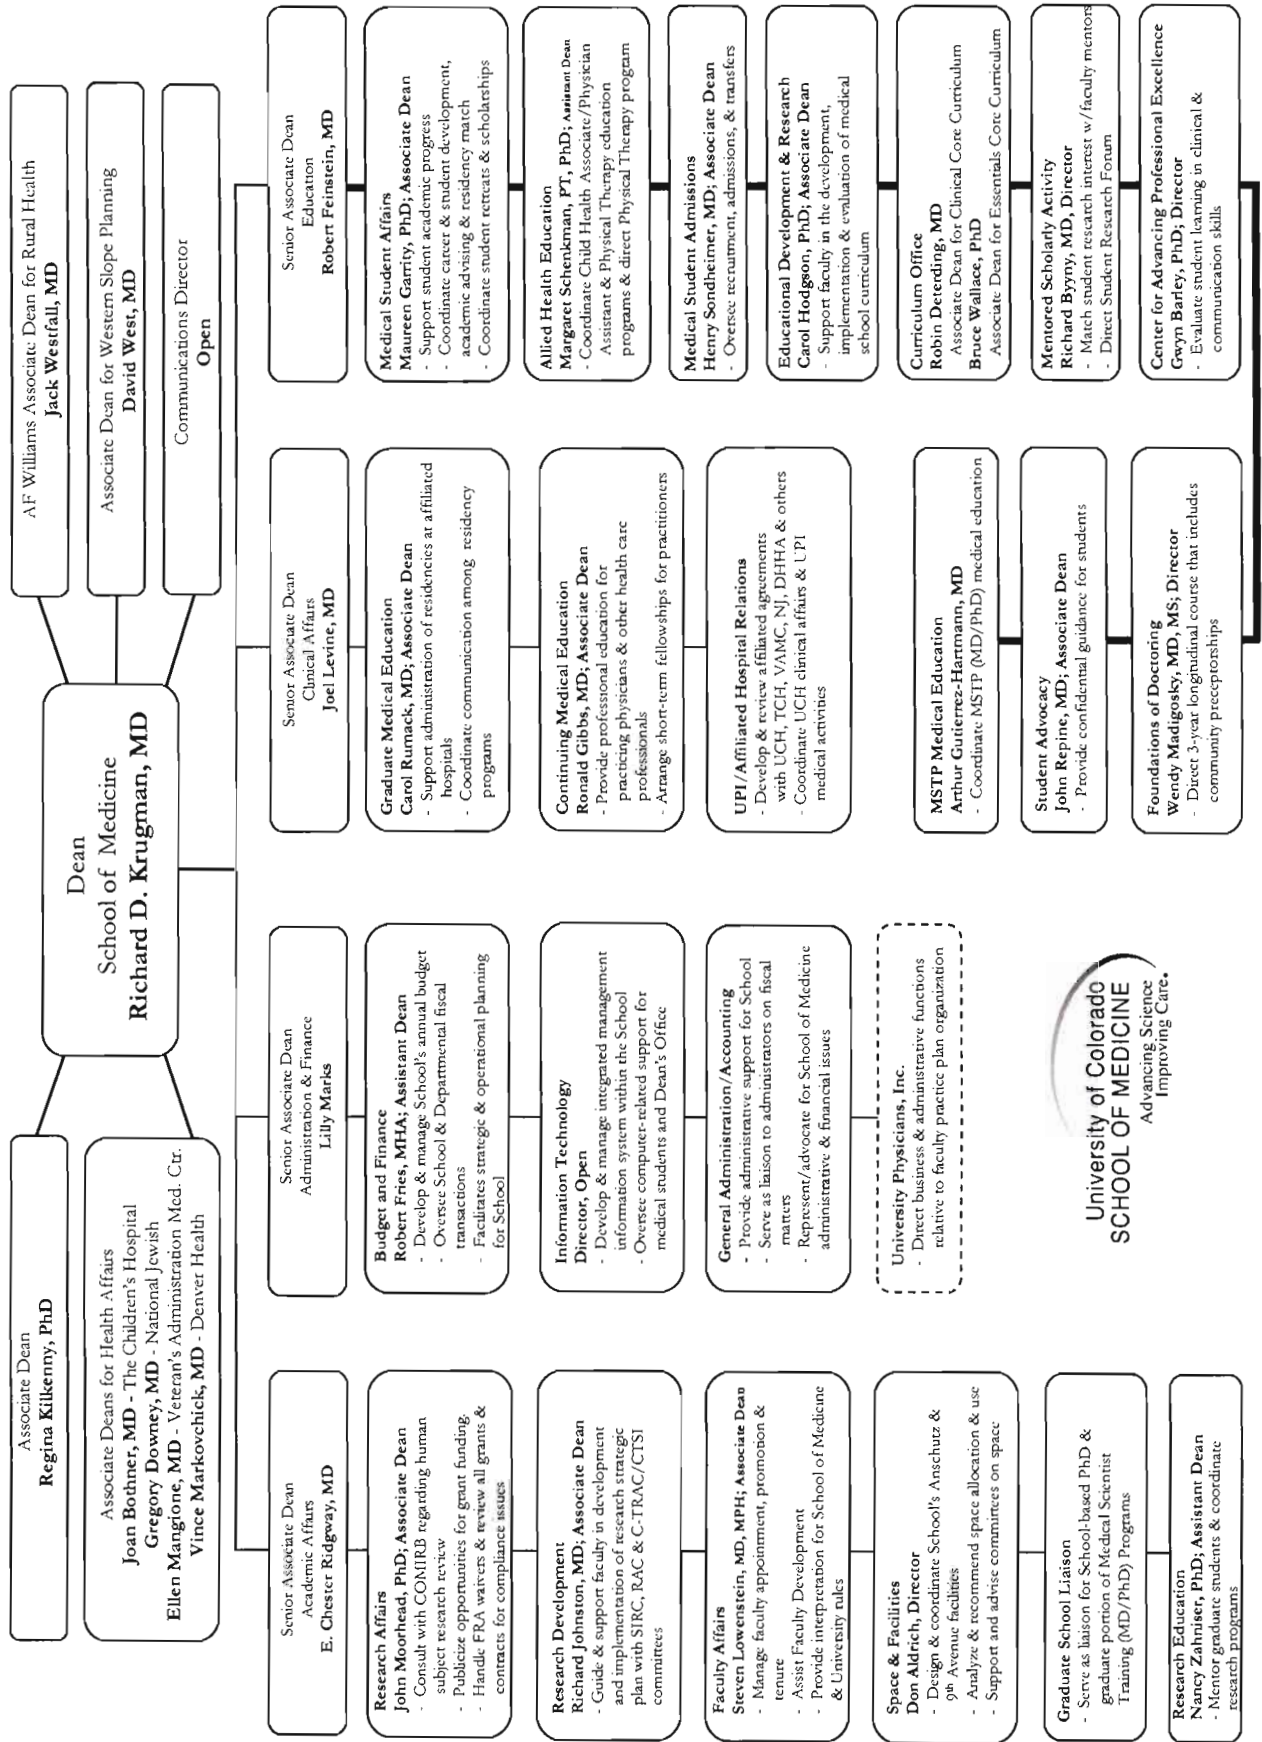 Associate Dean
Regina Kilkenny, PhD
Associate Deans for Health Affairs
Joan Bothner, MD - The Children's Hospital
Gregory Downey, MD - National Jewish
Ellen Mangione, MD - Veteran's Administration Med. Ctr.
Vince Markovchick, MD - Denver Health
Dean
School of Medicine
Richard D. Krugman, MD
AF Williams Associate Dean for Rural Health
Jack Westfall, MD
Associate Dean for Western Slope Planning
David West, MD
Communications Director
Open
Senior Associate Dean
Academic Affairs
E. Chester Ridgway, MD
Research Affairs
John Moorhead, PhD; Associate Dean
- Consult with COMIRB regarding human
subject research review
- Publicize opportunities for grant funding.
- Handle FRA waivers & review all grants &
contracts for compliance issues
Research Development
Richard Johnston, MD; Associate Dean
- Guide & support faculty in development
and implementation of research strategic
plan with SIRC, RAC & C-TRAC/CTSI
committees
Faculty Affairs
Steven Lowenstein, MD, MPH; Associate Dean
- Manage faculty appointment, promotion &
tenure
- Assist Faculty Development
- Provide interpretation for School of Medicine
& University rules
Space & Facilities
Don Aldrich, Director
- Design & coordinate School's Anschutz &
9th Avenue facilities
- Analyze & recommend space allocation & use
- Support and advise committees on space
Graduate School Liaison
- Serve as liaison for School-based PhD &
graduate portion of Medical Scientist
Training (MD/PhD) Programs
Research Education
Nancy Zahniser, PhD; Assistant Dean
- Mentor graduate students & coordinate
research programs
Senior Associate Dean
Administration & Finance
Lilly Marks
Budget and Finance
Robert Fries, MHA; Assistant Dean
- Develop & manage School's annual budget
- Oversee School & Departmental fiscal
transactions
- Facilitates strategic & operational planning
for School
Information Technology
Director, Open
- Develop & manage integrated management
information system within the School
- Oversee computer-related support for
medical students and Dean's Office
General Administration/Accounting
- Provide administrative support for School
- Serve as liaison to administrators on fiscal
matters
- Represent/advocate for School of Medicine
administrative & financial issues
University Physicians, Inc.
- Direct business & administrative functions
relative to faculty practice plan organization
University of Colorado
SCHOOL OF MEDICINE
Advancing Science.
Improving Care.
Senior Associate Dean
Clinical Affairs
Joel Levine, MD
Graduate Medical Education
Carol Rumack, MD; Associate Dean
- Support administration of residencies at affiliated
hospitals
- Coordinate communication among residency
programs
Continuing Medical Education
Ronald Gibbs, MD; Associate Dean
- Provide professional education for
practicing physicians & other health care
professionals
- Arrange short-term fellowships for practitioners
UPI/Affiliated Hospital Relations
- Develop & review affiliated agreements
with UCH, TCH, VAMC, NJ, DHHA & others
- Coordinate UCH clinical affairs & UPI
medical activities
MSTP Medical Education
Arthur Gutierrez-Hartmann, MD
- Coordinate MSTP (MD/PhD) medical education
Student Advocacy
John Repine, MD; Associate Dean
- Provide confidential guidance for students
Foundations of Doctoring
Wendy Madigosky, MD, MS; Director
- Direct 3-year longitudinal course that includes
community preceptorships
Senior Associate Dean
Education
Robert Feinstein, MD
Medical Student Affairs
Maureen Garrity, PhD; Associate Dean
- Support student academic progress
- Coordinate career & student development,
academic advising & residency match
- Coordinate student retreats & scholarships
Allied Health Education
Margaret Schenkman, PT, PhD; Assistant Dean
- Coordinate Child Health Associate/Physician
Assistant & Physical Therapy education
programs & direct Physical Therapy program
Medical Student Admissions
Henry Sondheimer, MD; Associate Dean
- Oversee recruitment, admissions, & transfers
Educational Development & Research
Carol Hodgson, PhD; Associate Dean
- Support faculty in the development,
implementation & evaluation of medical
school curriculum
Curriculum Office
Robin Deterding, MD
Associate Dean for Clinical Core Curriculum
Bruce Wallace, PhD
Associate Dean for Essentials Core Curriculum
Mentored Scholarly Activity
Richard Byyny, MD, Director
- Match student research interest w/faculty mentors
- Direct Student Research Forum
Center for Advancing Professional Excellence
Gwyn Barley, PhD; Director
- Evaluate student learning in clinical &
communication skills